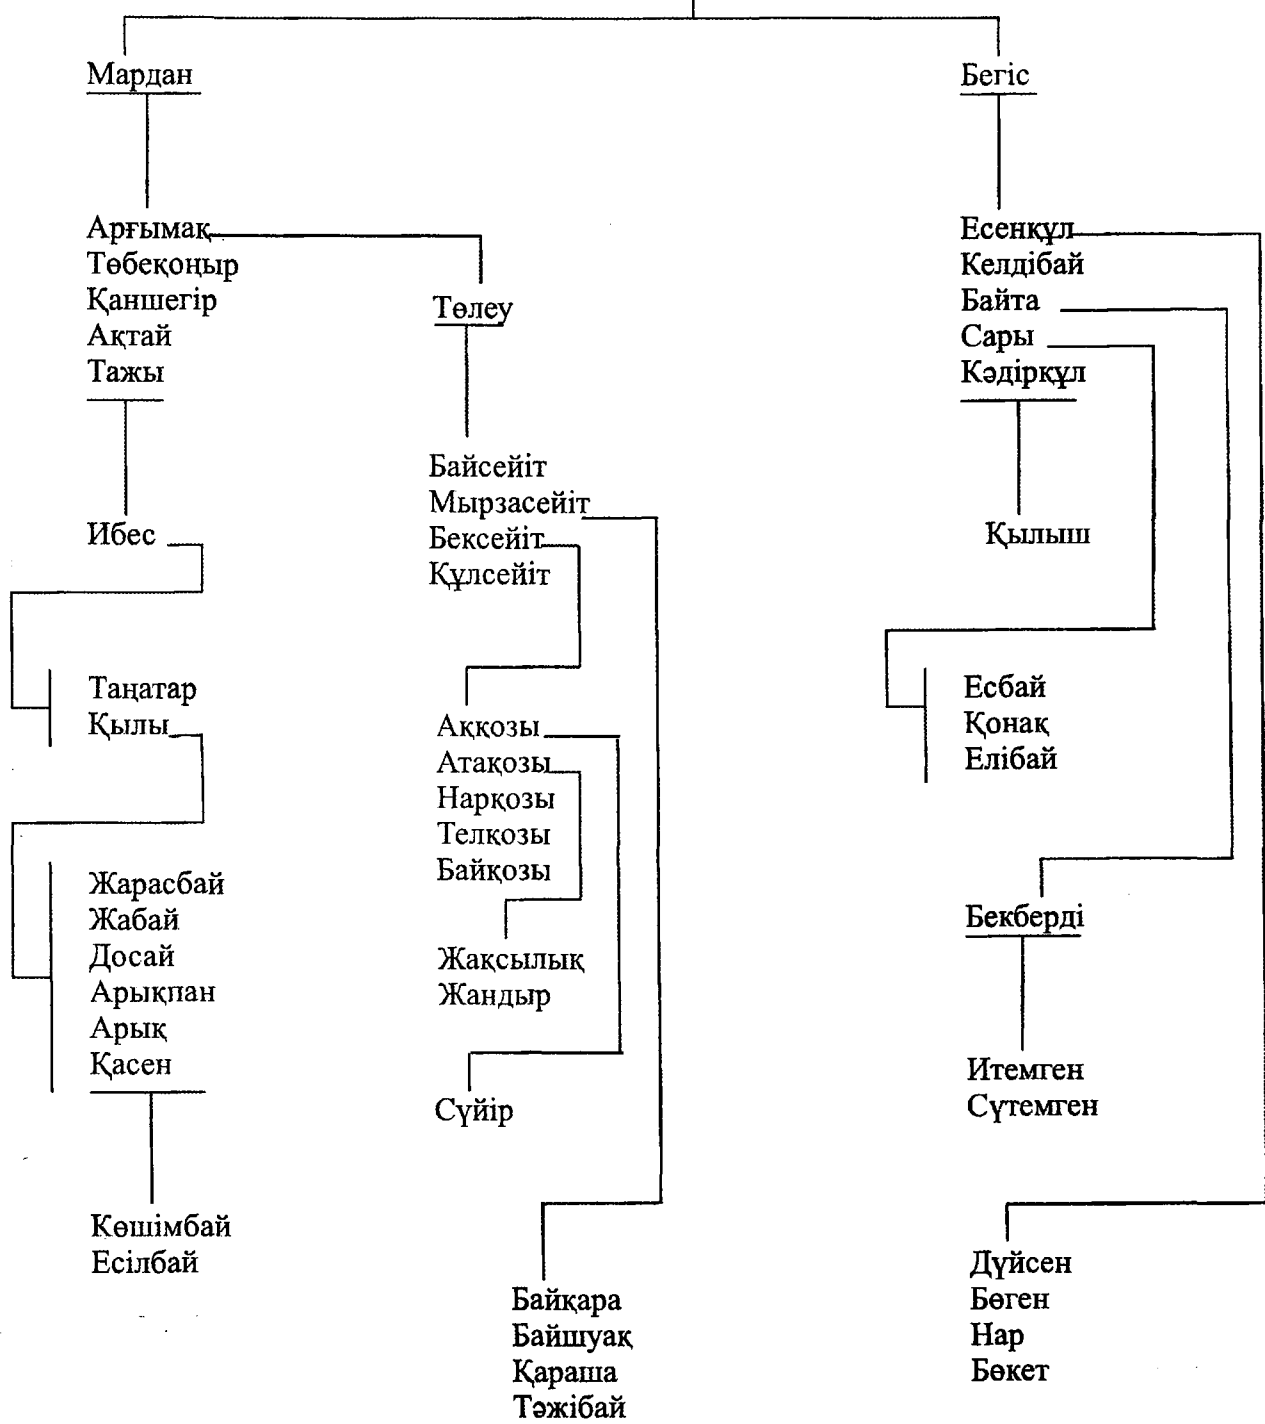 Мардан
Бегіс
Арғымақ
Төбеқоңыр
Қаншегір
Ақтай
Тажы
Төлеу
Есенқұл
Келдібай
Байта
Сары
Кәдірқұл
Байсейіт
Мырзасейіт
Бексейіт
Құлсейіт
Ибес
Қылыш
Таңатар
Қылы
Аққозы
Атақозы
Нарқозы
Телқозы
Байқозы
Есбай
Қонақ
Елібай
Жарасбай
Жабай
Досай
Арықпан
Арық
Қасен
Жақсылық
Жандыр
Бекберді
Сүйір
Итемген
Сүтемген
Көшімбай
Есілбай
Байқара
Байшуақ
Қараша
Тәжібай
Дүйсен
Бөген
Нар
Бөкет